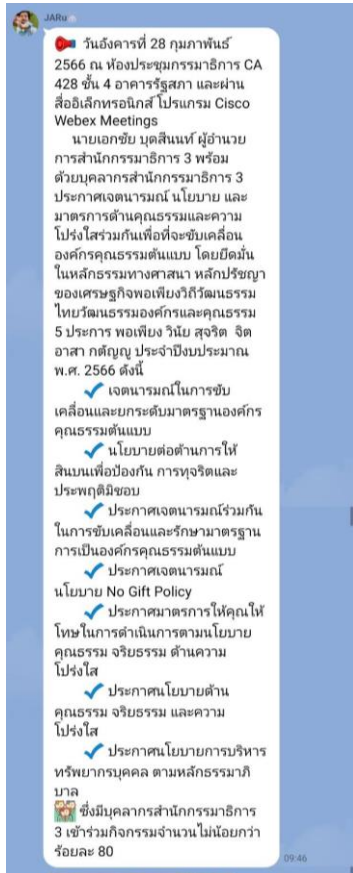 JARu
วันอังคารที่ 28 กุมภาพันธ์
2566 ณ ห้องประชุมกรรมาธิการ CA
428 ชั้น 4 อาคารรัฐสภา และผ่าน
สื่ออิเล็กทรอนิกส์ โปรแกรม Cisco
Webex Meetings
นายเอกชัย บุดสีนนท์ ผู้อำนวย
การสำนักกรรมาธิการ 3 พร้อม
ด้วยบุคลากรสำนักกรรมาธิการ 3
ประกาศเจตนารมณ์ นโยบาย และ
มาตรการด้านคุณธรรมและความ
โปร่งใสร่วมกันเพื่อที่จะขับเคลื่อน
องค์กรคุณธรรมต้นแบบ โดยยึดมั่น
ในหลักธรรมทางศาสนา หลักปรัชญา
ของเศรษฐกิจพอเพียงวิถีวัฒนธรรม
ไทยวัฒนธรรมองค์กรและคุณธรรม
5 ประการ พอเพียง วินัย สุจริต จิต
อาสา กตัญญู ประจำปีงบประมาณ
พ.ศ. 2566 ดังนี้
เจตนารมณ์ในการขับ
เคลื่อนและยกระดับมาตรฐานองค์กร
คุณธรรมต้นแบบ
นโยบายต่อต้านการให้
สินบนเพื่อป้องกัน การทุจริตและ
ประพฤติมิชอบ
ประกาศเจตนารมณ์ร่วมกัน
ในการขับเคลื่อนและรักษามาตรฐาน
การเป็นองค์กรคุณธรรมต้นแบบ
ประกาศเจตนารมณ์
นโยบาย No Gift Policy
ประกาศมาตรการให้คุณให้
โทษในการดำเนินการตามนโยบาย
คุณธรรม จริยธรรม ด้านความ
โปร่งใส
ประกาศนโยบายด้าน
คุณธรรม จริยธรรม และความ
โปร่งใส
ประกาศนโยบายการบริหาร
ทรัพยากรบุคคล ตามหลักธรรมาภิ
บาล
ซึ่งมีบุคลากรสำนักกรรมาธิการ
3 เข้าร่วมกิจกรรมจำนวนไม่น้อยกว่า
ร้อยละ 80
09:46